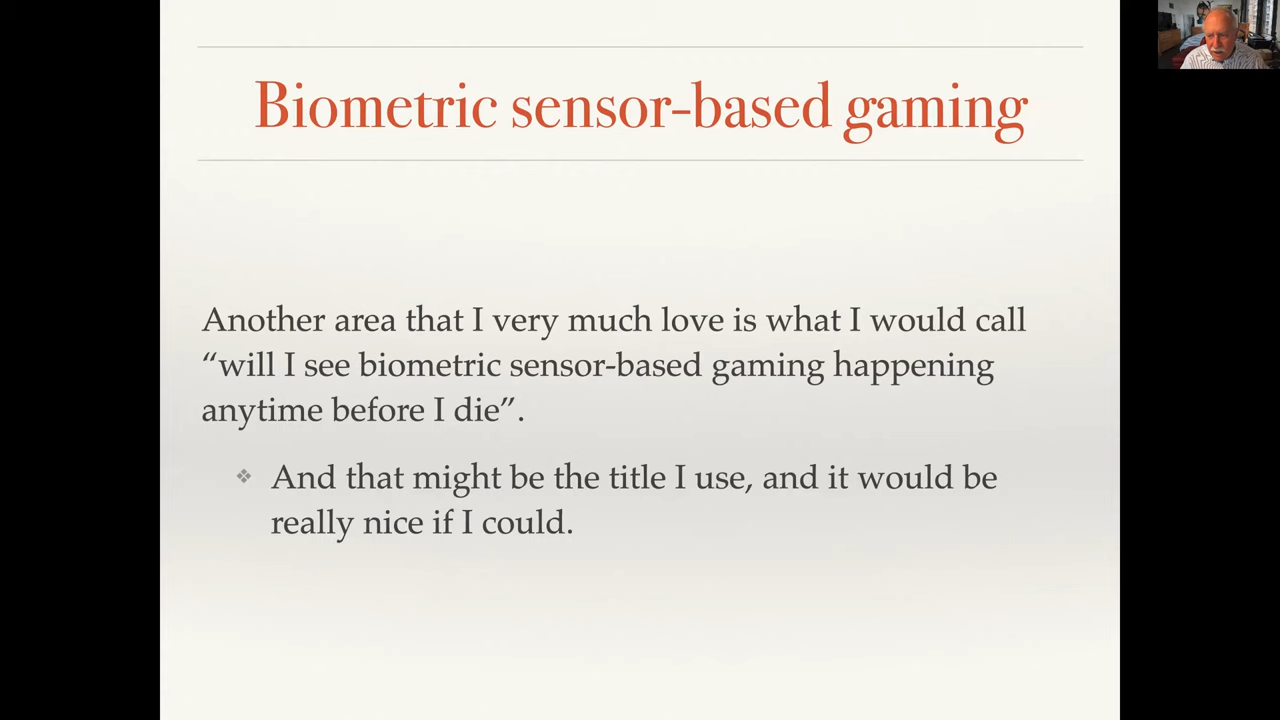 Biometric sensor-based gaming
Another area that I very much love is what I would call
“will I see biometric sensor-based gaming happening
anytime before I die”.
❖ And that might be the title I use, and it would be
really nice if I could.